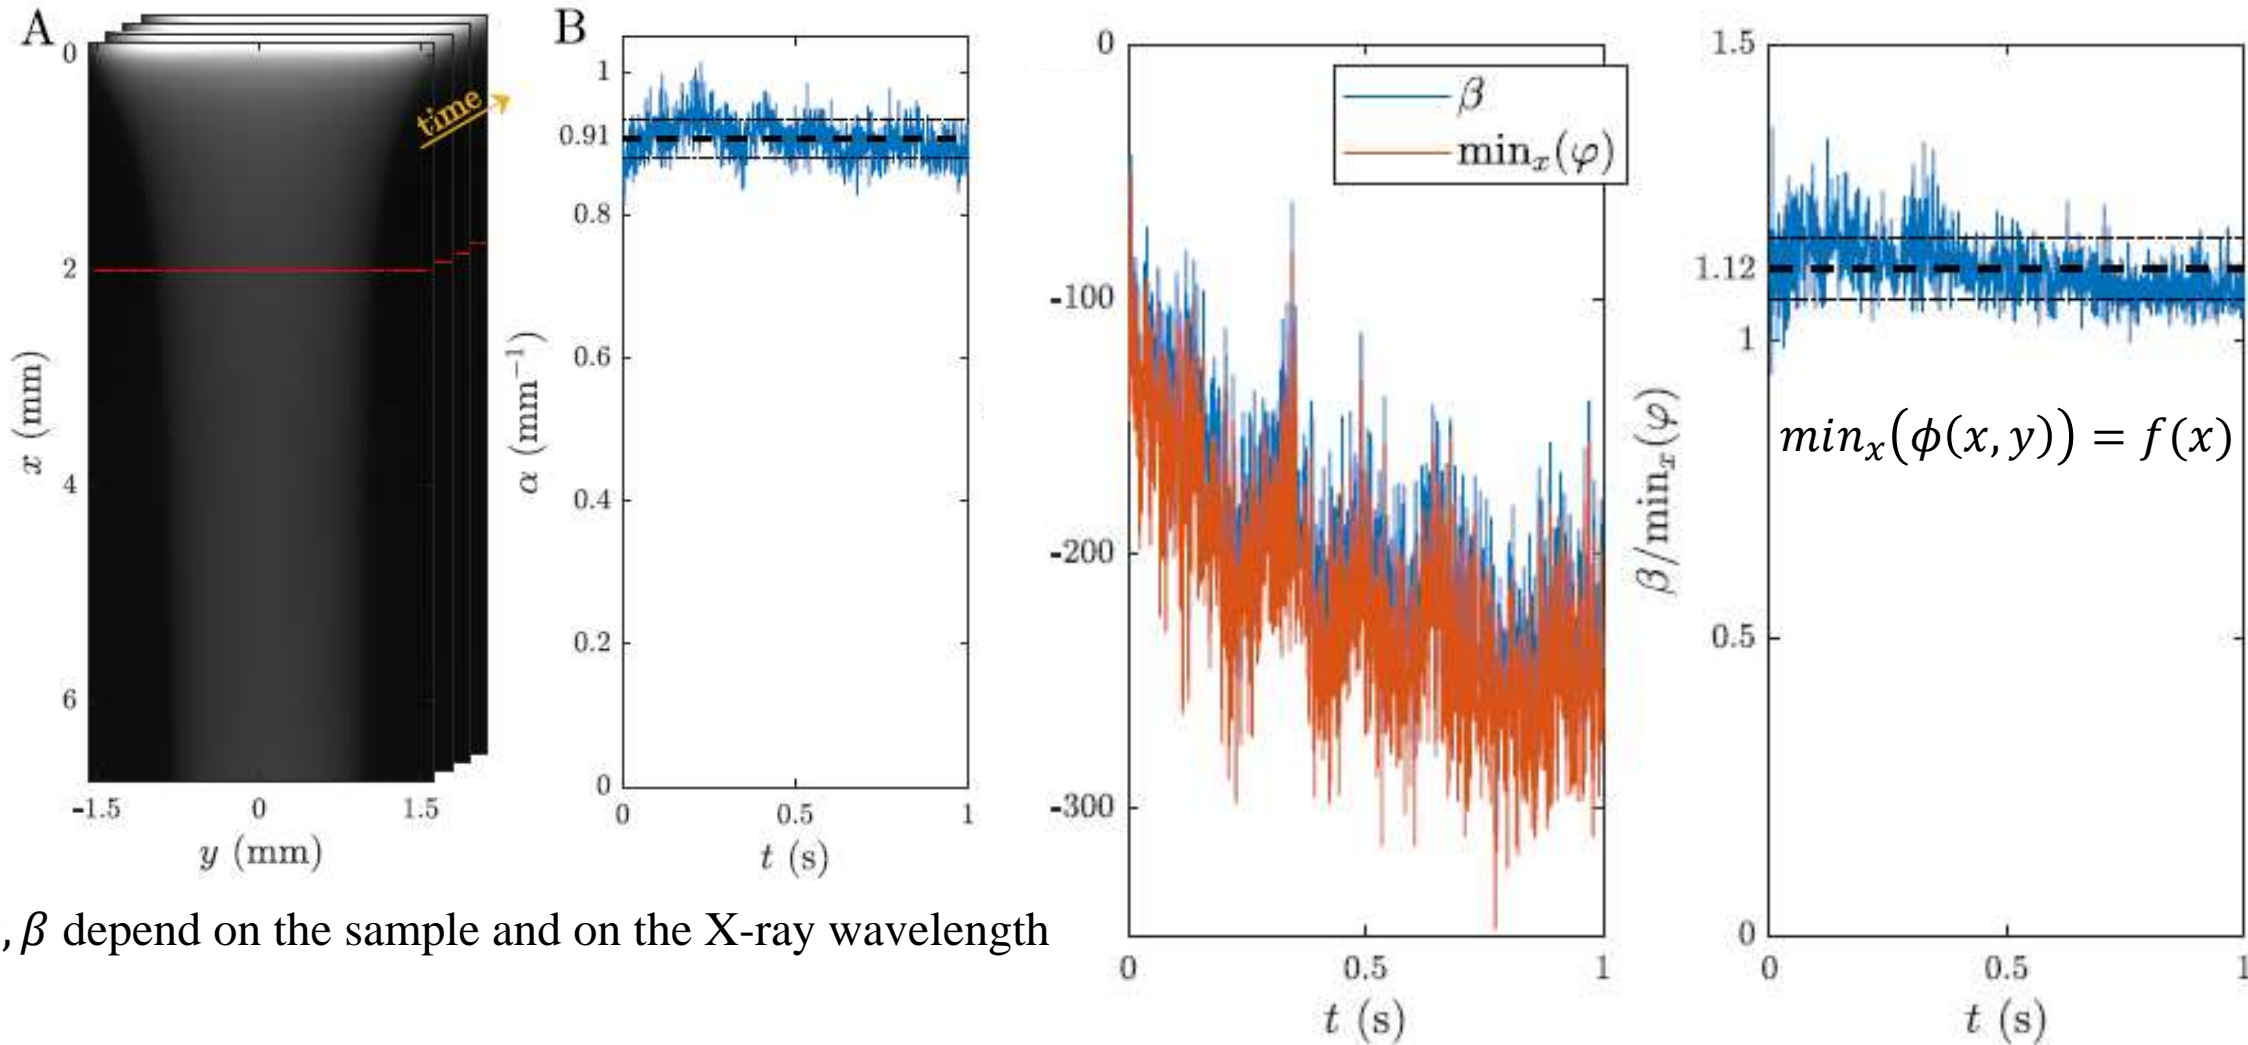 A
0
2
4
6
x (mm)
-1.5
0
1.5
y (mm)
time
B
1
0.91
0.8
0.6
0.4
0.2
0
α (mm⁻¹)
0
0.5
1
t (s)
0
-100
-200
-300
β
minₓ(φ)
0
0.5
1
t (s)
β/minₓ(φ)
1.5
1.12
1
0.5
0
minₓ(ϕ(x, y)) = f(x)
0
0.5
1
t (s)
, β depend on the sample and on the X-ray wavelength